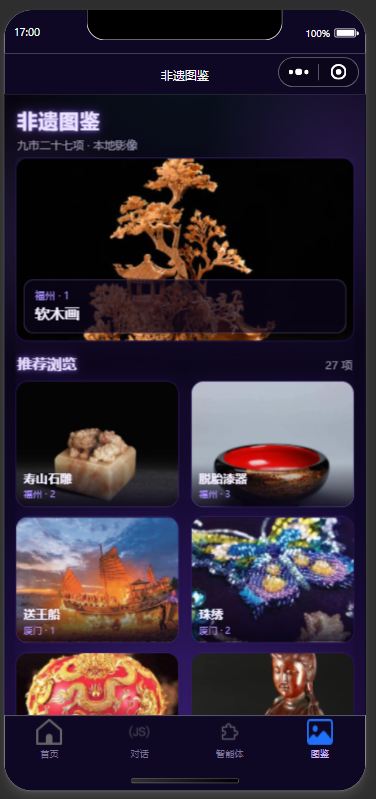 17:00
100%
非遗图鉴
非遗图鉴
九市二十七项 · 本地影像
福州 · 1
软木画
推荐浏览
27 项
寿山石雕
福州 · 2
脱胎漆器
福州 · 3
送王船
厦门 · 1
珠绣
厦门 · 2
首页
(JS)
对话
智能体
图鉴